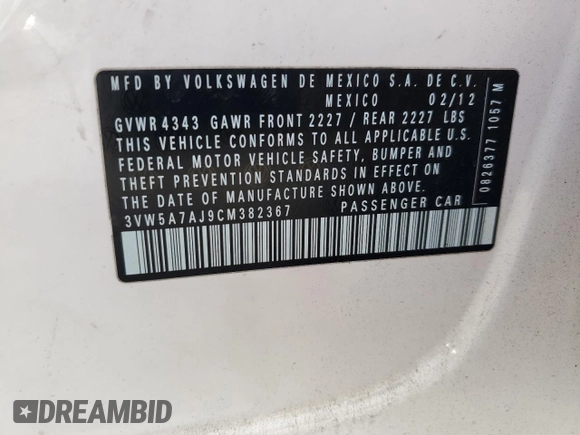 MFD BY VOLKSWAGEN DE MEXICO S.A. DE C.V.
MEXICO 02/12
GVWR 4343 GAWR FRONT 2227 / REAR 2227 LBS
THIS VEHICLE CONFORMS TO ALL APPLICABLE U.S.
FEDERAL MOTOR VEHICLE SAFETY, BUMPER AND
THEFT PREVENTION STANDARDS IN EFFECT ON
THE DATE OF MANUFACTURE SHOWN ABOVE.
3VW5A7AJ9CM382367 PASSENGER CAR
0826377 1057 M
DREAMBID